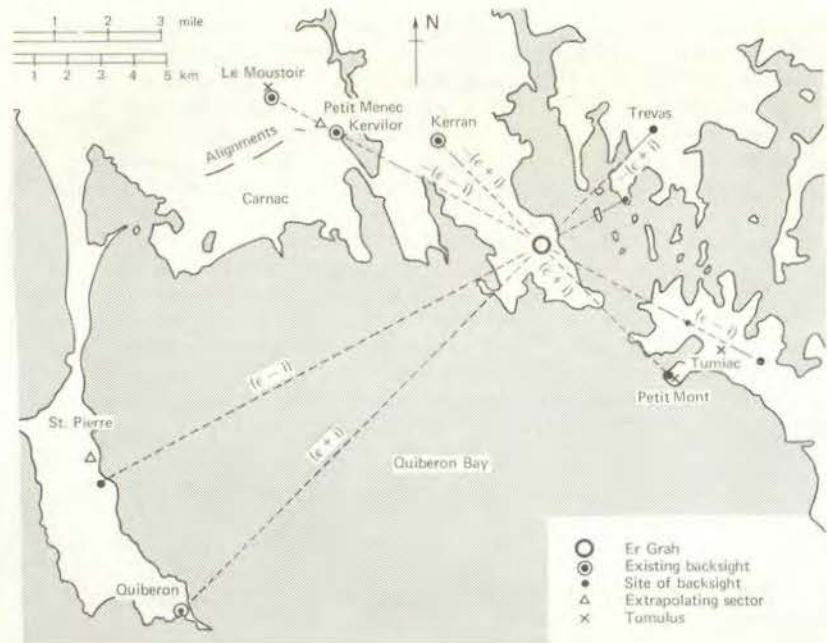 1 2 3 mile
1 2 3 4 5 km
N
Le Moustoir
Petit Menec
Kervilor
Kerran
Trevas
Alignments
Carnac
–(ϵ + i)
–(ϵ – i)
–(ϵ + i)
(ϵ + i)
(ϵ – i)
Tumiac
Petit Mont
(ϵ – i)
St. Pierre
(ϵ + i)
Quiberon Bay
Quiberon
Er Grah
Existing backsight
Site of backsight
Extrapolating sector
Tumulus